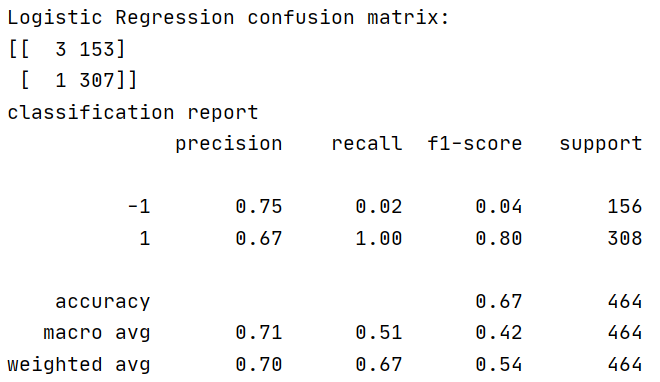 Logistic Regression confusion matrix:
[[  3 153]
 [  1 307]]
classification report
              precision    recall  f1-score   support

          -1       0.75      0.02      0.04       156
           1       0.67      1.00      0.80       308

    accuracy                           0.67       464
   macro avg       0.71      0.51      0.42       464
weighted avg       0.70      0.67      0.54       464